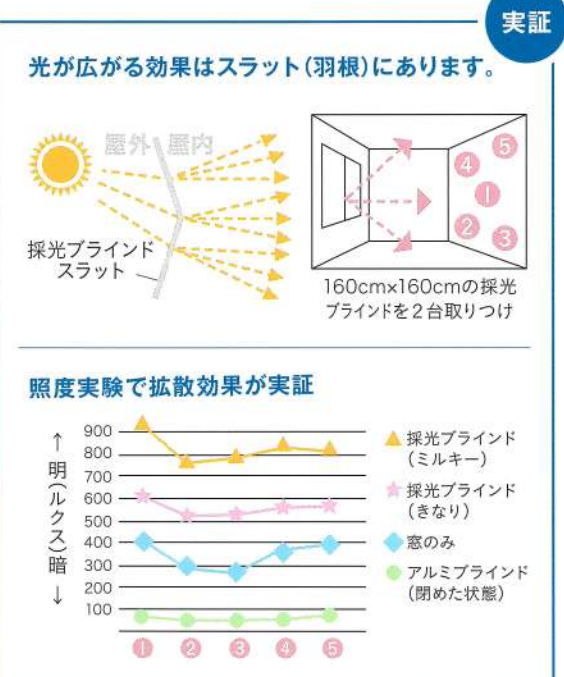 実証
光が広がる効果はスラット(羽根)にあります。
屋外 屋内
採光ブラインド
スラット
④ ⑤
①
② ③
160cm×160cmの採光
ブラインドを2台取りつけ
照度実験で拡散効果が実証
↑明(ルクス)暗↓
900
800
700
600
500
400
300
200
100
① ② ③ ④ ⑤
採光ブラインド
(ミルキー)
採光ブラインド
(きなり)
窓のみ
アルミブラインド
(閉めた状態)